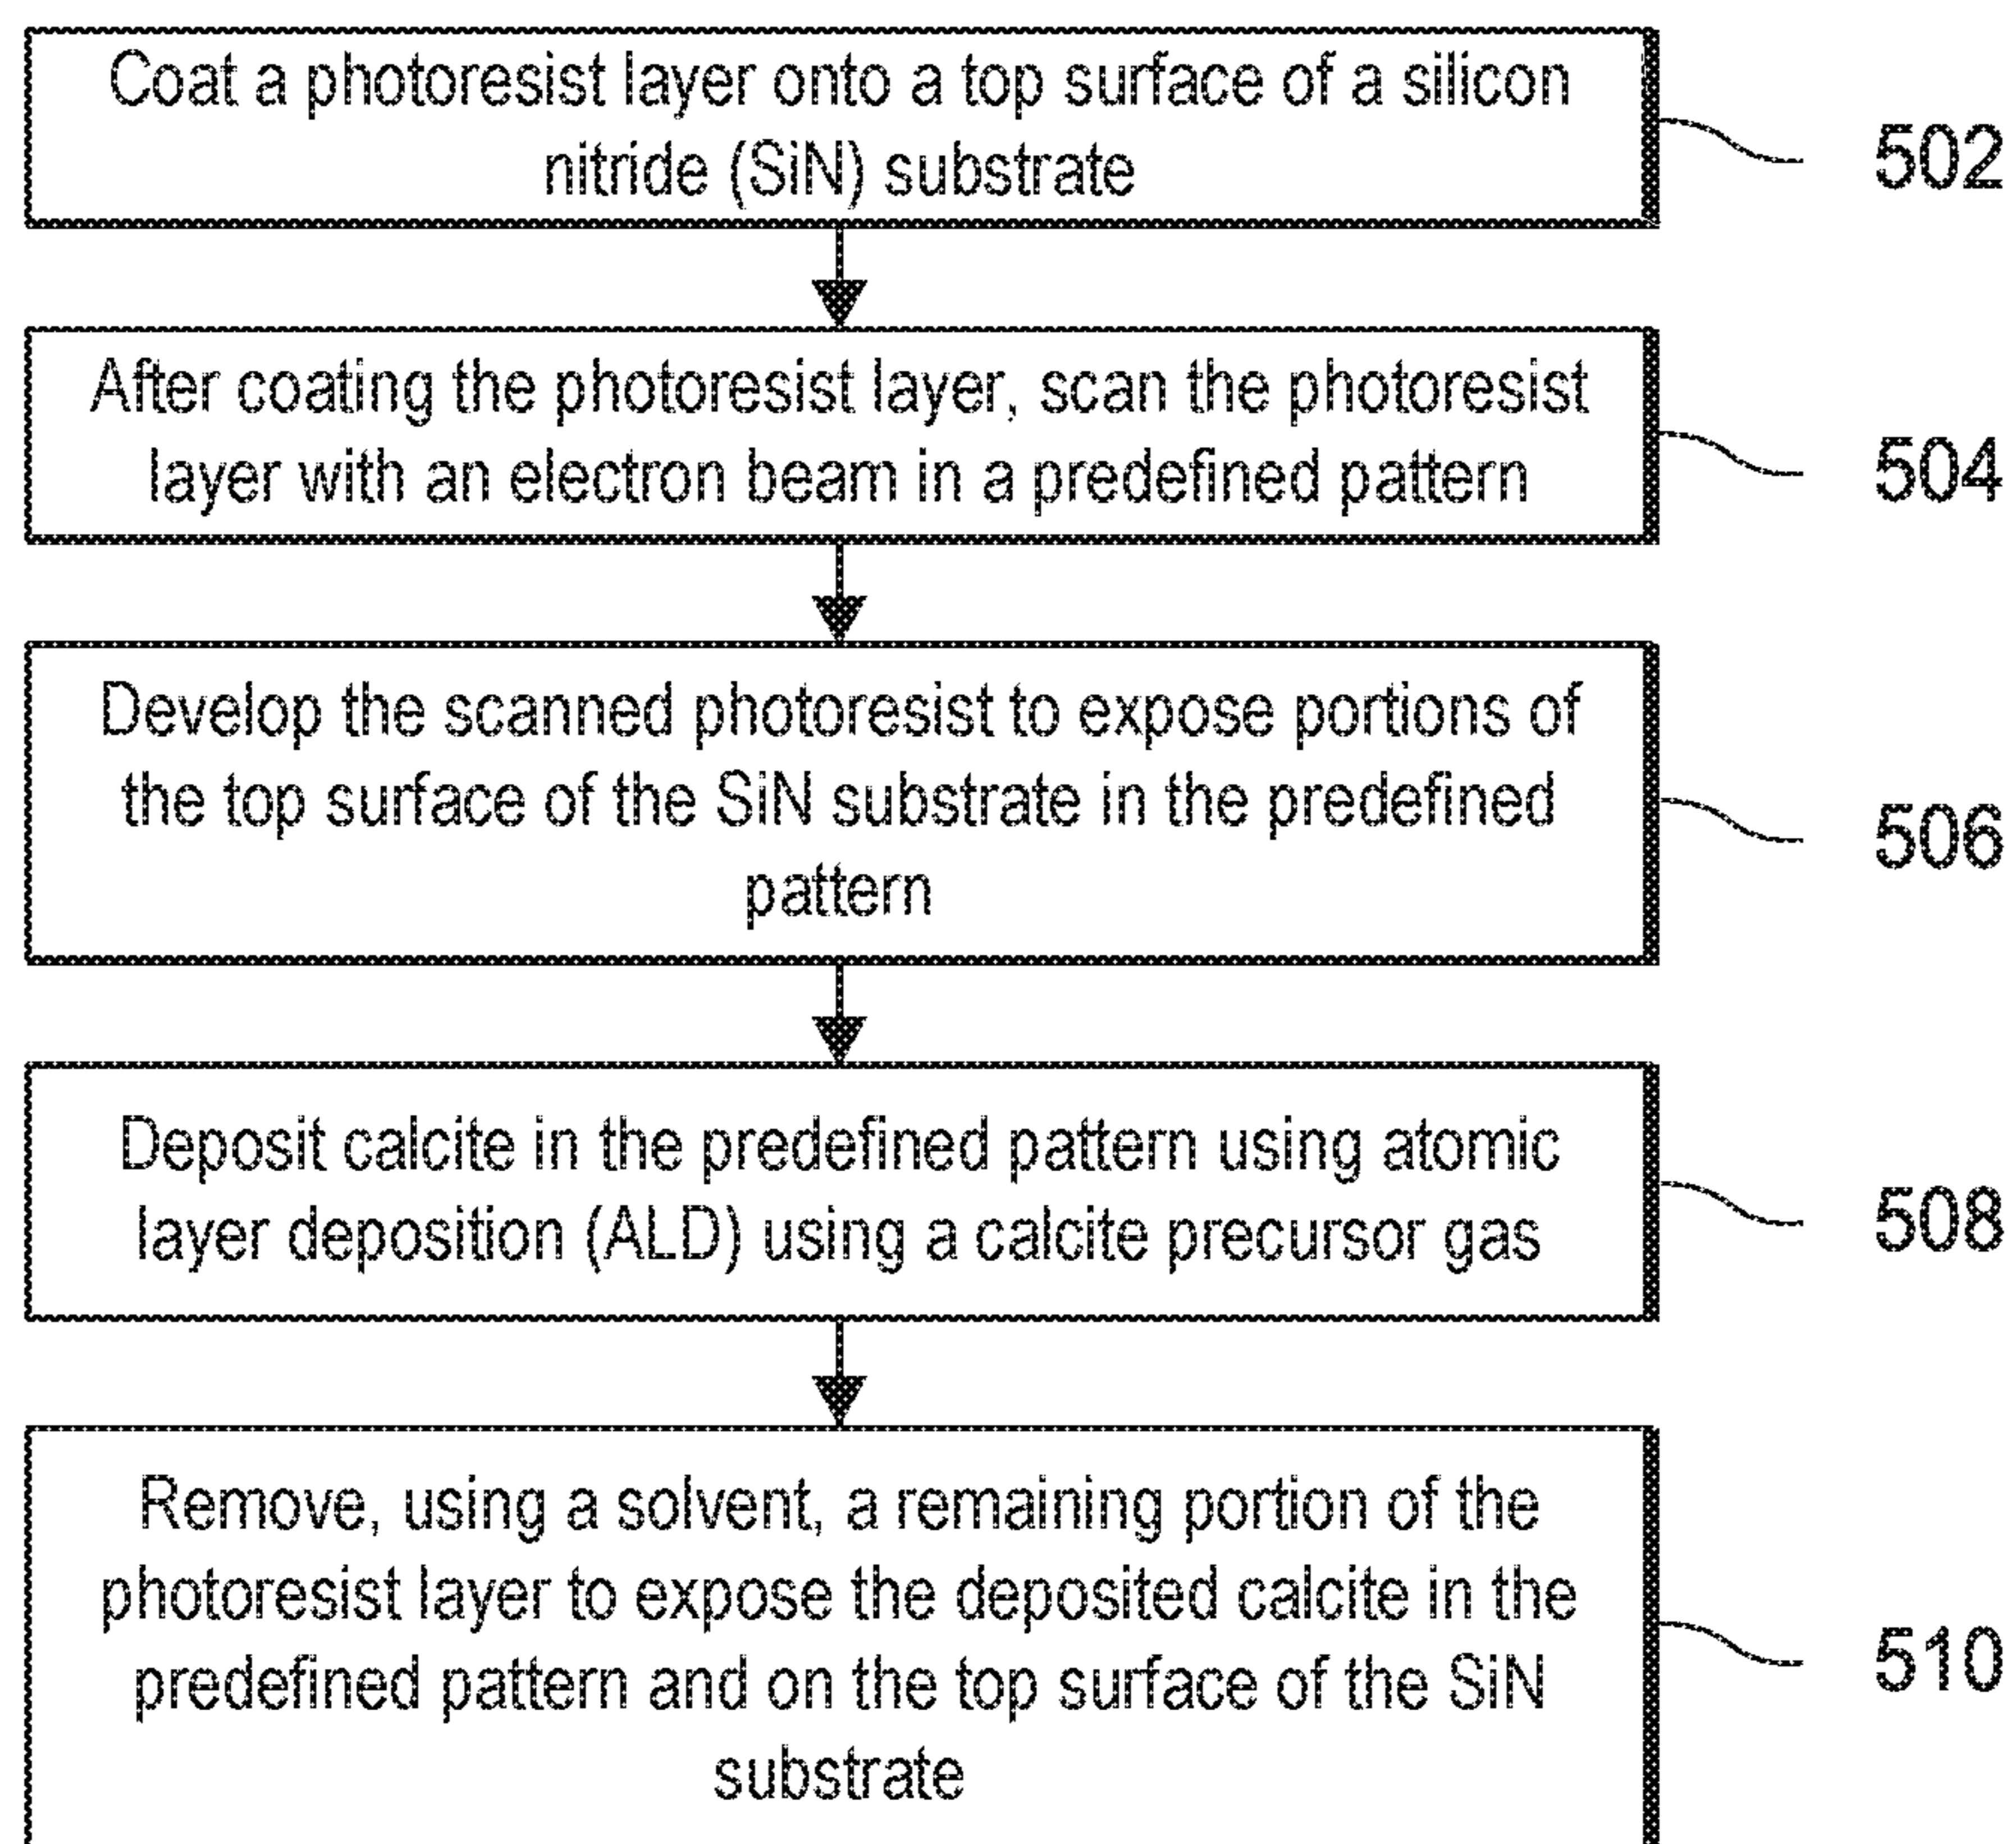 Coat a photoresist layer onto a top surface of a silicon
nitride (SiN) substrate
502
After coating the photoresist layer, scan the photoresist
layer with an electron beam in a predefined pattern
504
Develop the scanned photoresist to expose portions of
the top surface of the SiN substrate in the predefined
pattern
506
Deposit calcite in the predefined pattern using atomic
layer deposition (ALD) using a calcite precursor gas
508
Remove, using a solvent, a remaining portion of the
photoresist layer to expose the deposited calcite in the
predefined pattern and on the top surface of the SiN
substrate
510